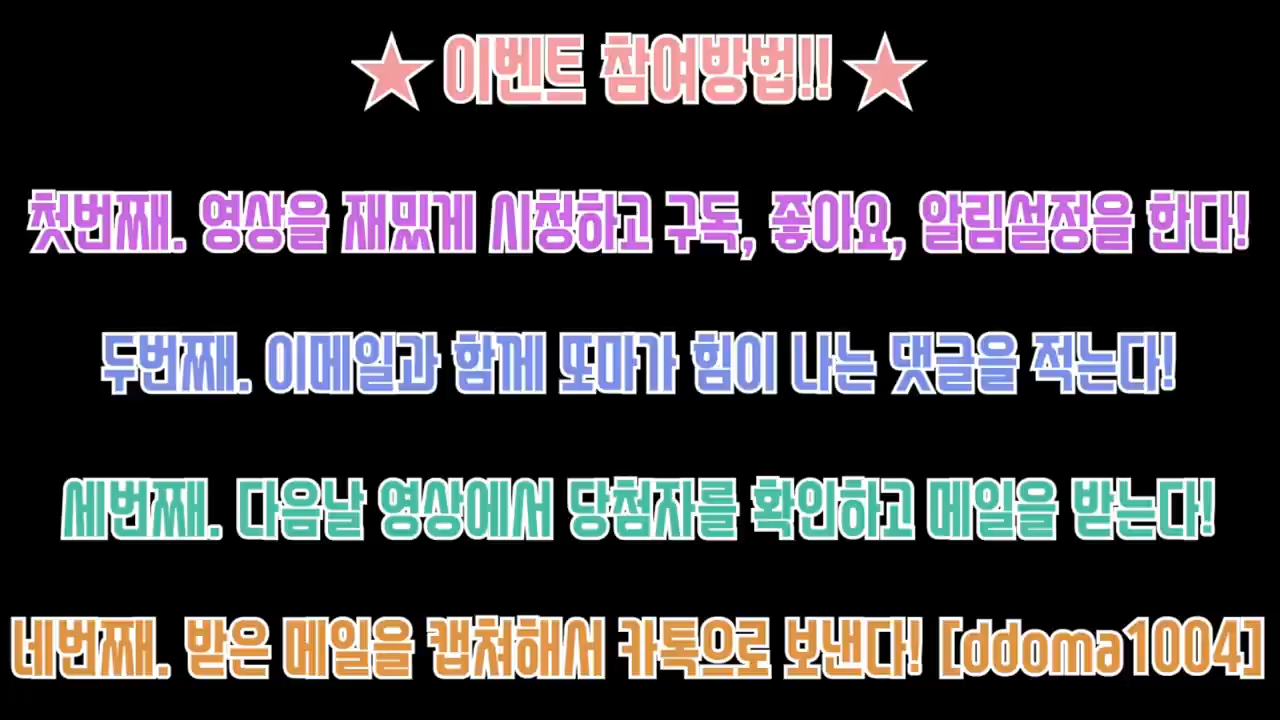 ★ 이벤트 참여방법!! ★
첫번째. 영상을 재밌게 시청하고 구독, 좋아요, 알림설정을 한다!
두번째. 이메일과 함께 또마가 힘이 나는 댓글을 적는다!
세번째. 다음날 영상에서 당첨자를 확인하고 메일을 받는다!
네번째. 받은 메일을 캡쳐해서 카톡으로 보낸다! [ddoma1004]